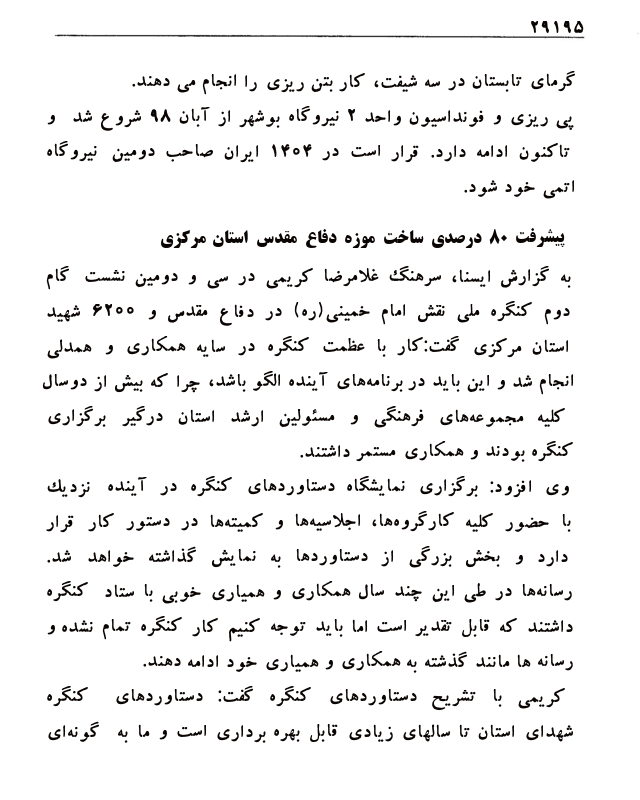 ۲۹۱۹۵
گرمای تابستان در سه شیفت، کار بتن ریزی را انجام می دهند.
پی ریزی و فونداسیون واحد ۲ نیروگاه بوشهر از آبان ۹۸ شروع شد و
تاکنون ادامه دارد. قرار است در ۱۴۰۴ ایران صاحب دومین نیروگاه
اتمی خود شود.
پیشرفت ۸۰ درصدی ساخت موزه دفاع مقدس استان مرکزی
به گزارش ایسنا، سرهنگ غلامرضا کریمی در سی و دومین نشست گام
دوم کنگره ملی نقش امام خمینی(ره) در دفاع مقدس و ۶۲۰۰ شهید
استان مرکزی گفت:کار با عظمت کنگره در سایه همکاری و همدلی
انجام شد و این باید در برنامه‌های آینده الگو باشد، چرا که بیش از دوسال
کلیه مجموعه‌های فرهنگی و مسئولین ارشد استان درگیر برگزاری
کنگره بودند و همکاری مستمر داشتند.
وی افزود: برگزاری نمایشگاه دستاوردهای کنگره در آینده نزدیك
با حضور کلیه کارگروه‌ها، اجلاسیه‌ها و کمیته‌ها در دستور کار قرار
دارد و بخش بزرگی از دستاوردها به نمایش گذاشته خواهد شد.
رسانه‌ها در طی این چند سال همکاری و همیاری خوبی با ستاد کنگره
داشتند که قابل تقدیر است اما باید توجه کنیم کار کنگره تمام نشده و
رسانه ها مانند گذشته به همکاری و همیاری خود ادامه دهند.
کریمی با تشریح دستاوردهای کنگره گفت: دستاوردهای کنگره
شهدای استان تا سالهای زیادی قابل بهره برداری است و ما به گونه‌ای